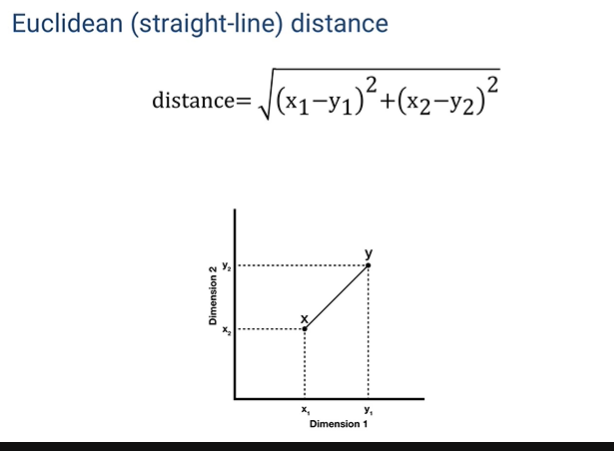 Euclidean (straight-line) distance
distance= √(x₁−y₁)²+(x₂−y₂)²
y
y₂
Dimension 2
x
x₂
x₁ y₁
Dimension 1